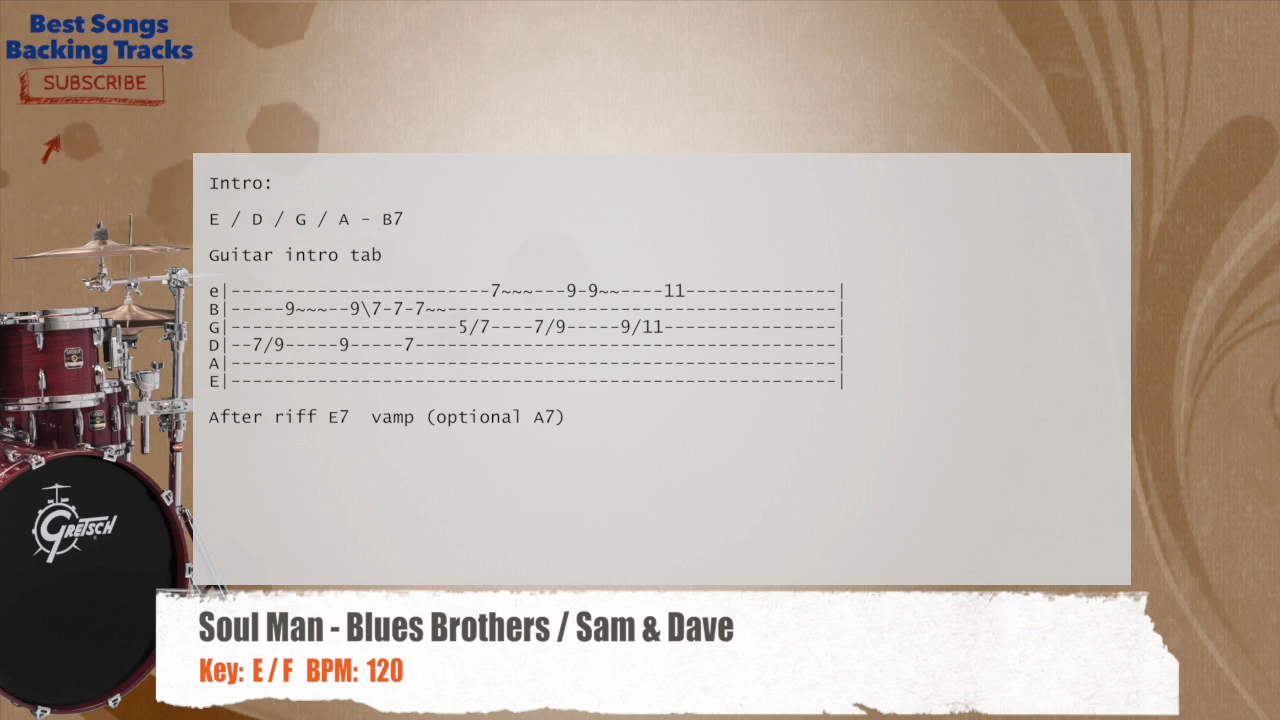 Best Songs
Backing Tracks
SUBSCRIBE
Intro:
E / D / G / A - B7
Guitar intro tab
e|------------------------7~~~---9-9~~----11--------------|
B|-----9~~~--9\7-7-7~~------------------------------------|
G|---------------------5/7----7/9-----9/11----------------|
D|--7/9-----9-----7---------------------------------------|
A|--------------------------------------------------------|
E|--------------------------------------------------------|
After riff E7  vamp (optional A7)
GRETSCH
Soul Man - Blues Brothers / Sam & Dave
Key: E / F BPM: 120